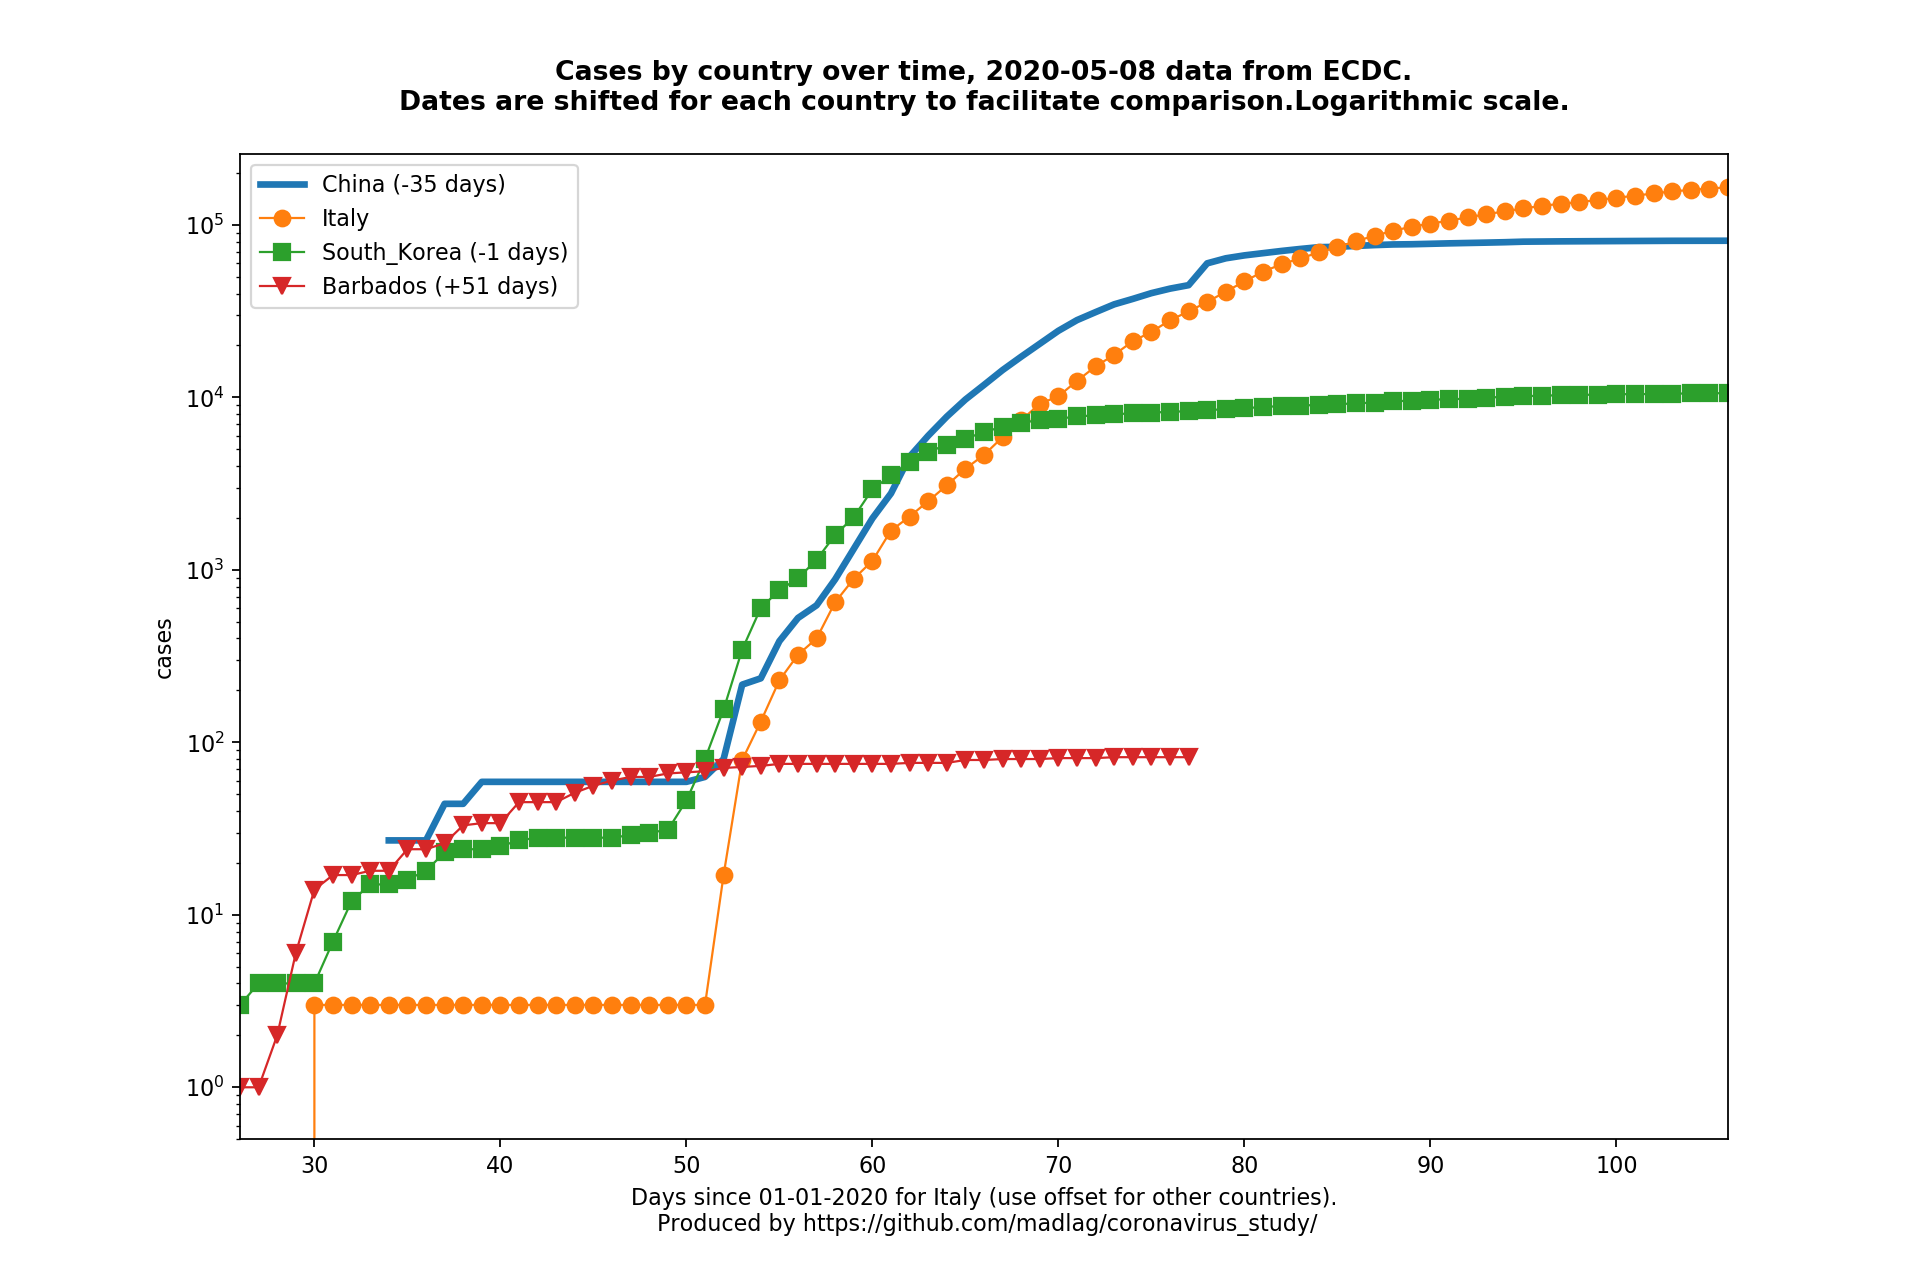 Cases by country over time, 2020-05-08 data from ECDC.
Dates are shifted for each country to facilitate comparison.Logarithmic scale.
China (-35 days)
Italy
South_Korea (-1 days)
Barbados (+51 days)
10^5
10^4
10^3
10^2
10^1
10^0
cases
30 40 50 60 70 80 90 100
Days since 01-01-2020 for Italy (use offset for other countries).
Produced by https://github.com/madlag/coronavirus_study/